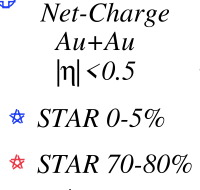 Net-Charge
Au+Au
|η|<0.5
STAR 0-5%
STAR 70-80%